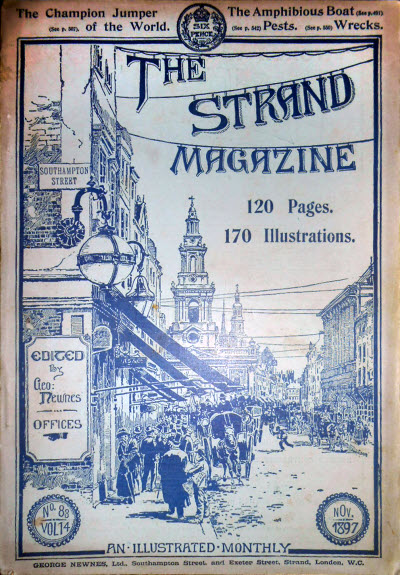 The Champion Jumper
(See p. 507). of the World.
SIX
PENCE
The Amphibious Boat (See p. 491)
(See p. 542) Pests. (See p. 550) Wrecks.
THE
STRAND
MAGAZINE
SOUTHAMPTON
STREET
120 Pages.
170 Illustrations.
EDITED
by
Geo:
Newnes
OFFICES
No. 83
VOL 14
NOV.
1897
AN · ILLUSTRATED · MONTHLY
GEORGE NEWNES, Ltd., Southampton Street, and Exeter Street, Strand, London, W.C.